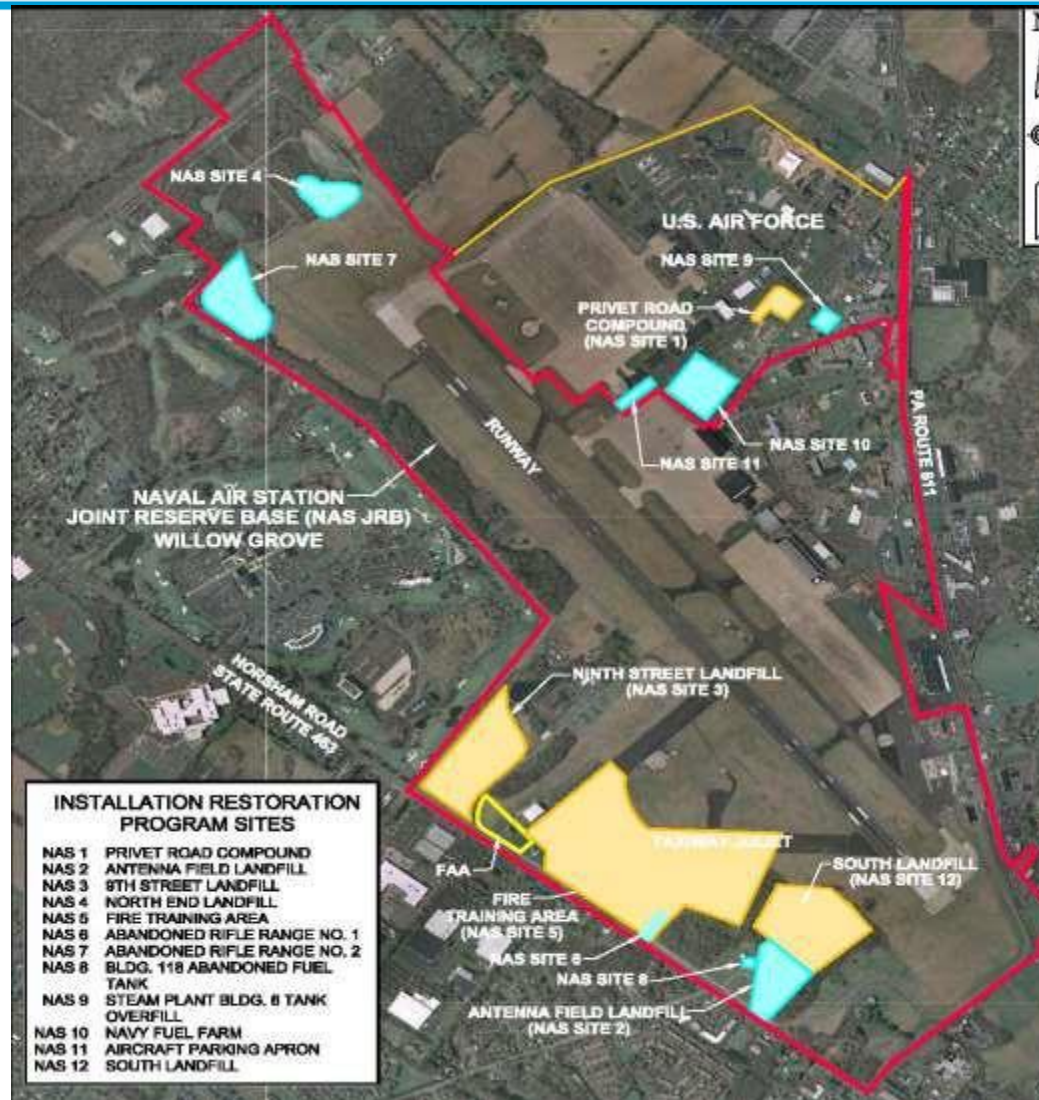 NAS SITE 4
NAS SITE 7
U.S. AIR FORCE
NAS SITE 9
PRIVET ROAD
COMPOUND
(NAS SITE 1)
NAS SITE 10
NAS SITE 11
RUNWAY
PA ROUTE 611
NAVAL AIR STATION
JOINT RESERVE BASE (NAS JRB)
WILLOW GROVE
HORSHAM ROAD
STATE ROUTE 463
NINTH STREET LANDFILL
(NAS SITE 3)
FAA
SOUTH LANDFILL
(NAS SITE 12)
FIRE
TRAINING AREA
(NAS SITE 5)
NAS SITE 6
NAS SITE 8
ANTENNA FIELD LANDFILL
(NAS SITE 2)
INSTALLATION RESTORATION
PROGRAM SITES
NAS 1 PRIVET ROAD COMPOUND
NAS 2 ANTENNA FIELD LANDFILL
NAS 3 9TH STREET LANDFILL
NAS 4 NORTH END LANDFILL
NAS 5 FIRE TRAINING AREA
NAS 6 ABANDONED RIFLE RANGE NO. 1
NAS 7 ABANDONED RIFLE RANGE NO. 2
NAS 8 BLDG. 118 ABANDONED FUEL
TANK
NAS 9 STEAM PLANT BLDG. 6 TANK
OVERFILL
NAS 10 NAVY FUEL FARM
NAS 11 AIRCRAFT PARKING APRON
NAS 12 SOUTH LANDFILL